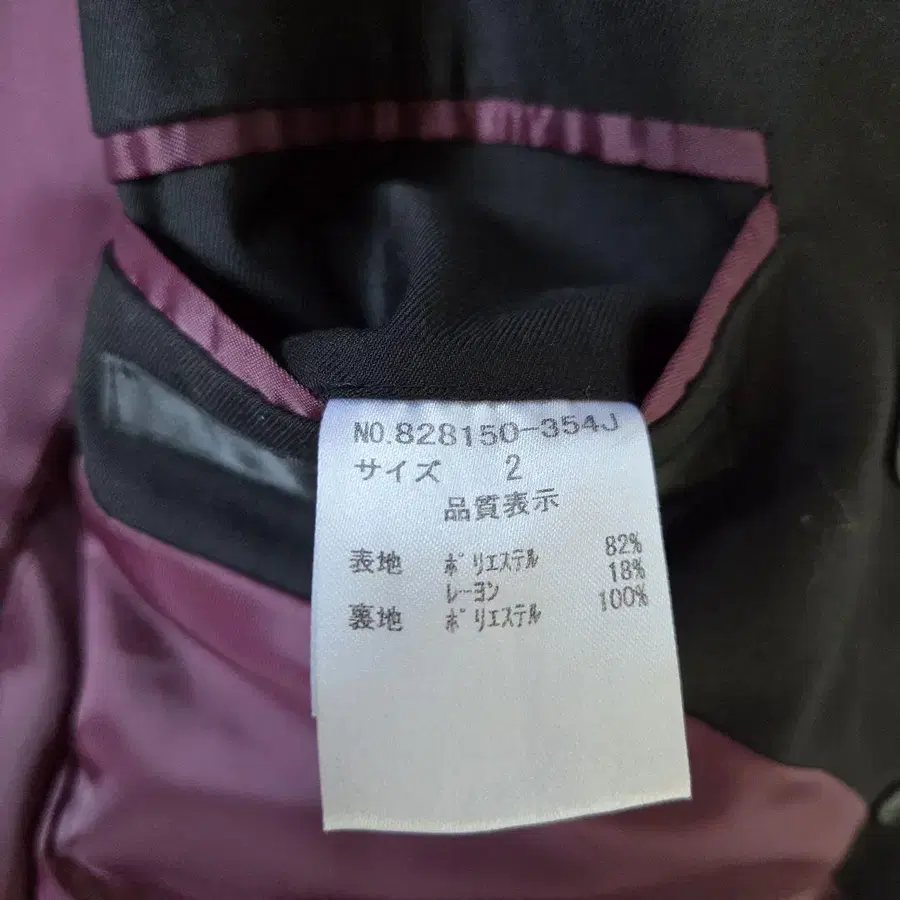 NO.828150-354J
サイズ 2
品質表示
表地 ポリエステル 82%
レーヨン 18%
裏地 ポリエステル 100%